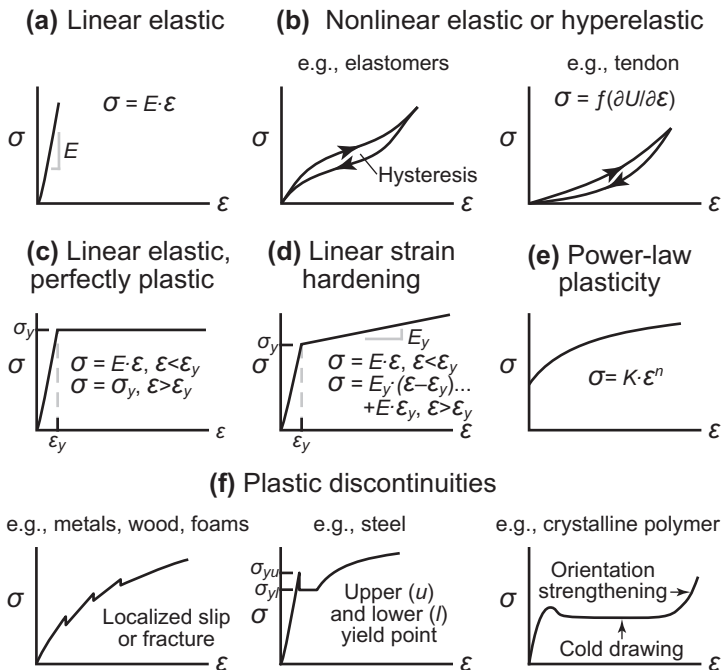 (a) Linear elastic
(b) Nonlinear elastic or hyperelastic
σ = E·ε
E
σ
ε
e.g., elastomers
Hysteresis
σ
ε
e.g., tendon
σ = f(∂U/∂ε)
σ
ε
(c) Linear elastic,
perfectly plastic
σy
σ
σ = E·ε, ε<εy
σ = σy, ε>εy
εy
ε
(d) Linear strain
hardening
σy
σ
Ey
σ = E·ε, ε<εy
σ = Ey·(ε–εy)...
+E·εy, ε>εy
εy
ε
(e) Power-law
plasticity
σ
σ= K·εⁿ
ε
(f) Plastic discontinuities
e.g., metals, wood, foams
σ
Localized slip
or fracture
ε
e.g., steel
σyu
σyl
σ
Upper (u)
and lower (l)
yield point
ε
e.g., crystalline polymer
σ
Orientation
strengthening
Cold drawing
ε